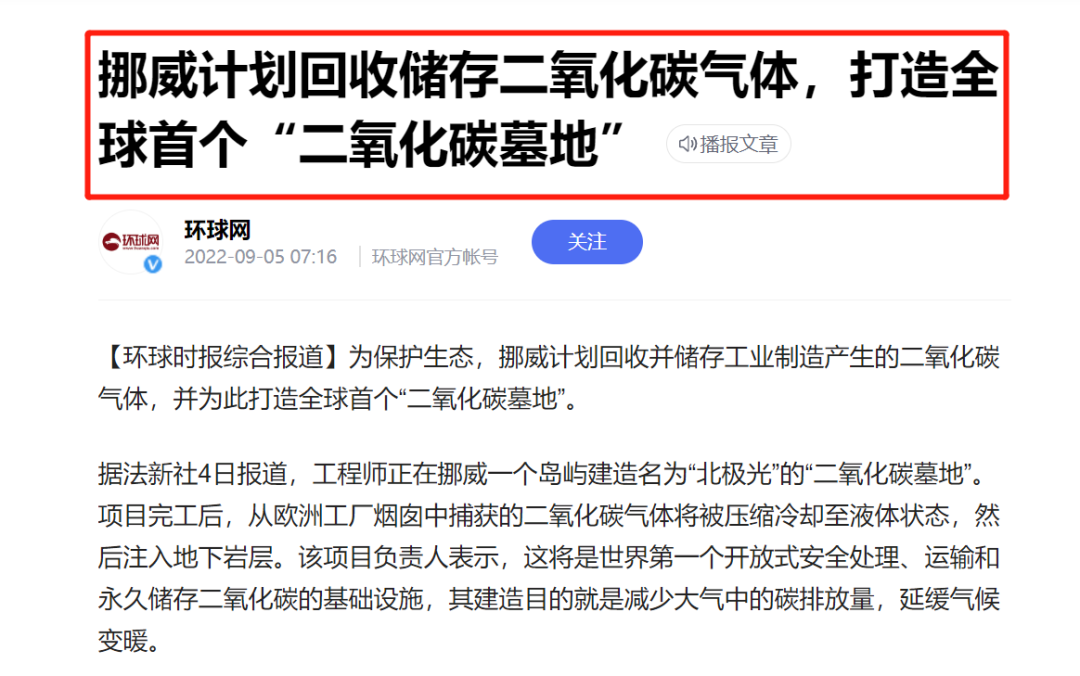 挪威计划回收储存二氧化碳气体，打造全
球首个“二氧化碳墓地”
播报文章
环球网
环球网
2022-09-05 07:16
环球网官方帐号
关注
【环球时报综合报道】为保护生态，挪威计划回收并储存工业制造产生的二氧化碳
气体，并为此打造全球首个“二氧化碳墓地”。
据法新社4日报道，工程师正在挪威一个岛屿建造名为“北极光”的“二氧化碳墓地”。
项目完工后，从欧洲工厂烟囱中捕获的二氧化碳气体将被压缩冷却至液体状态，然
后注入地下岩层。该项目负责人表示，这将是世界第一个开放式安全处理、运输和
永久储存二氧化碳的基础设施，其建造目的就是减少大气中的碳排放量，延缓气候
变暖。